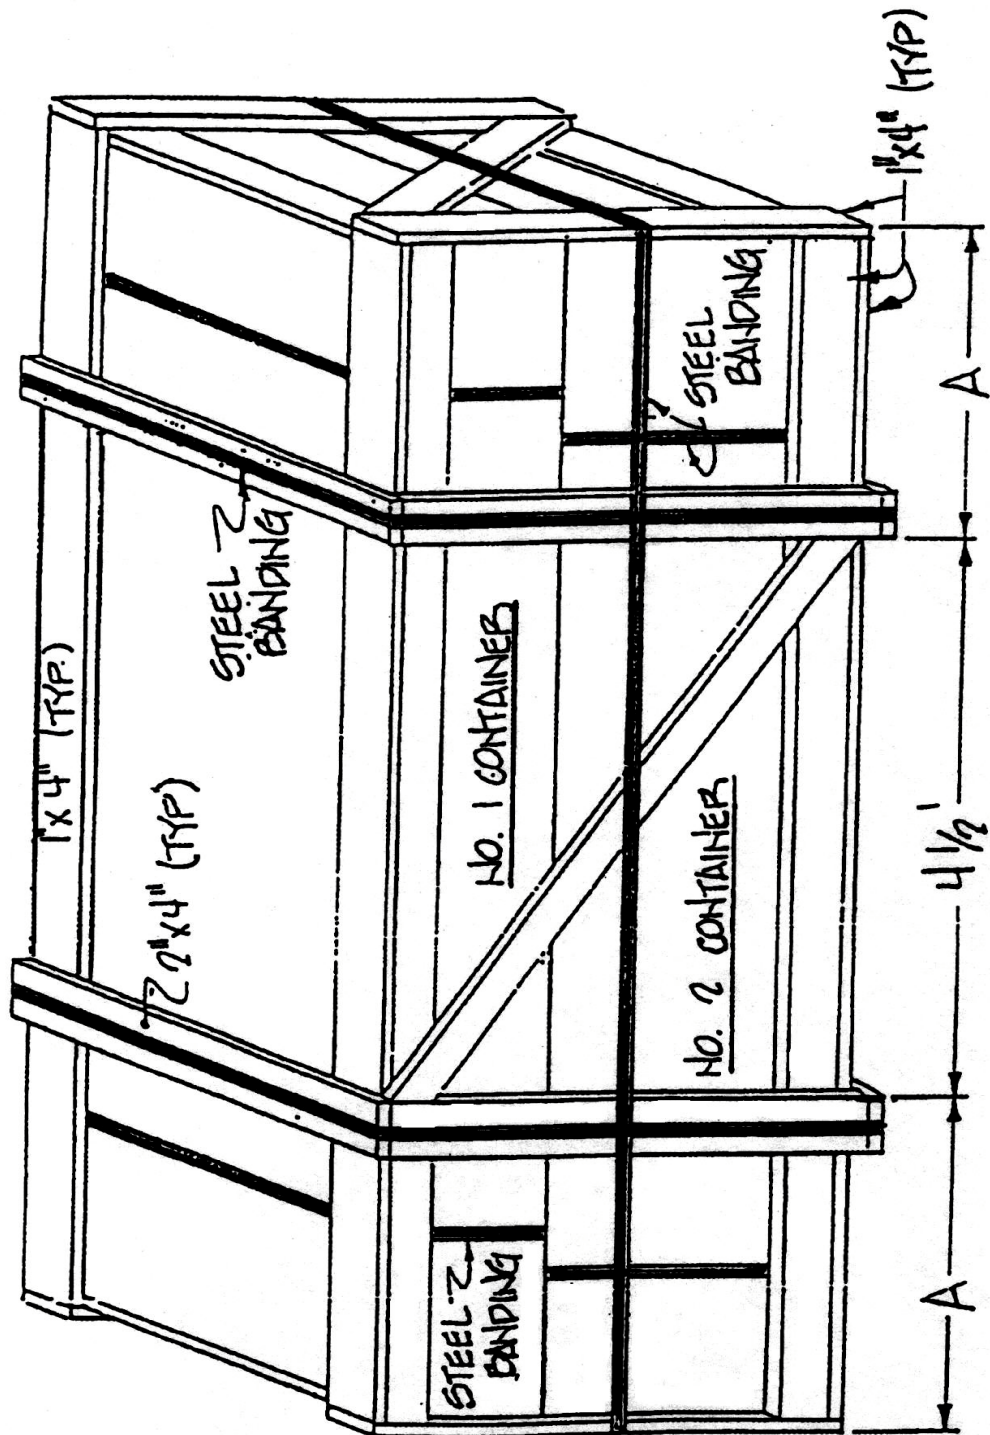 1"x4" (TYP.)
2"x4" (TYP)
STEEL
BANDING
NO. 1 CONTAINER
STEEL
BANDING
STEEL
BANDING
NO. 2 CONTAINER
1"x4" (TYP)
A
4 1/2'
A